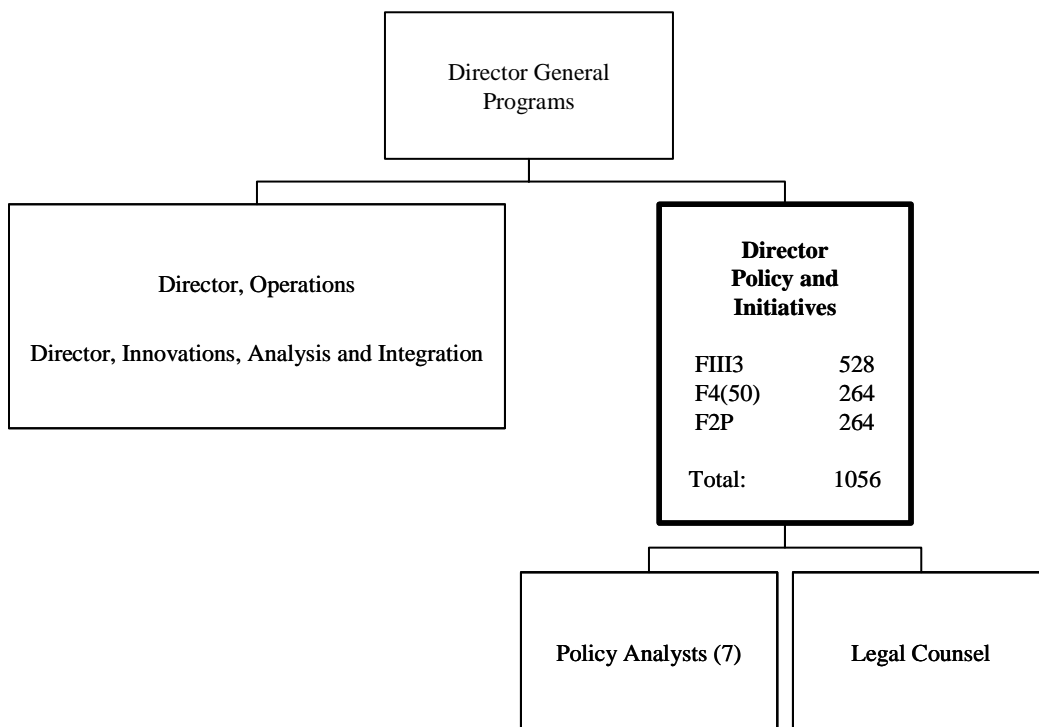 Director General
Programs
Director, Operations
Director, Innovations, Analysis and Integration
Director
Policy and
Initiatives
FIII3 528
F4(50) 264
F2P 264
Total: 1056
Policy Analysts (7)
Legal Counsel